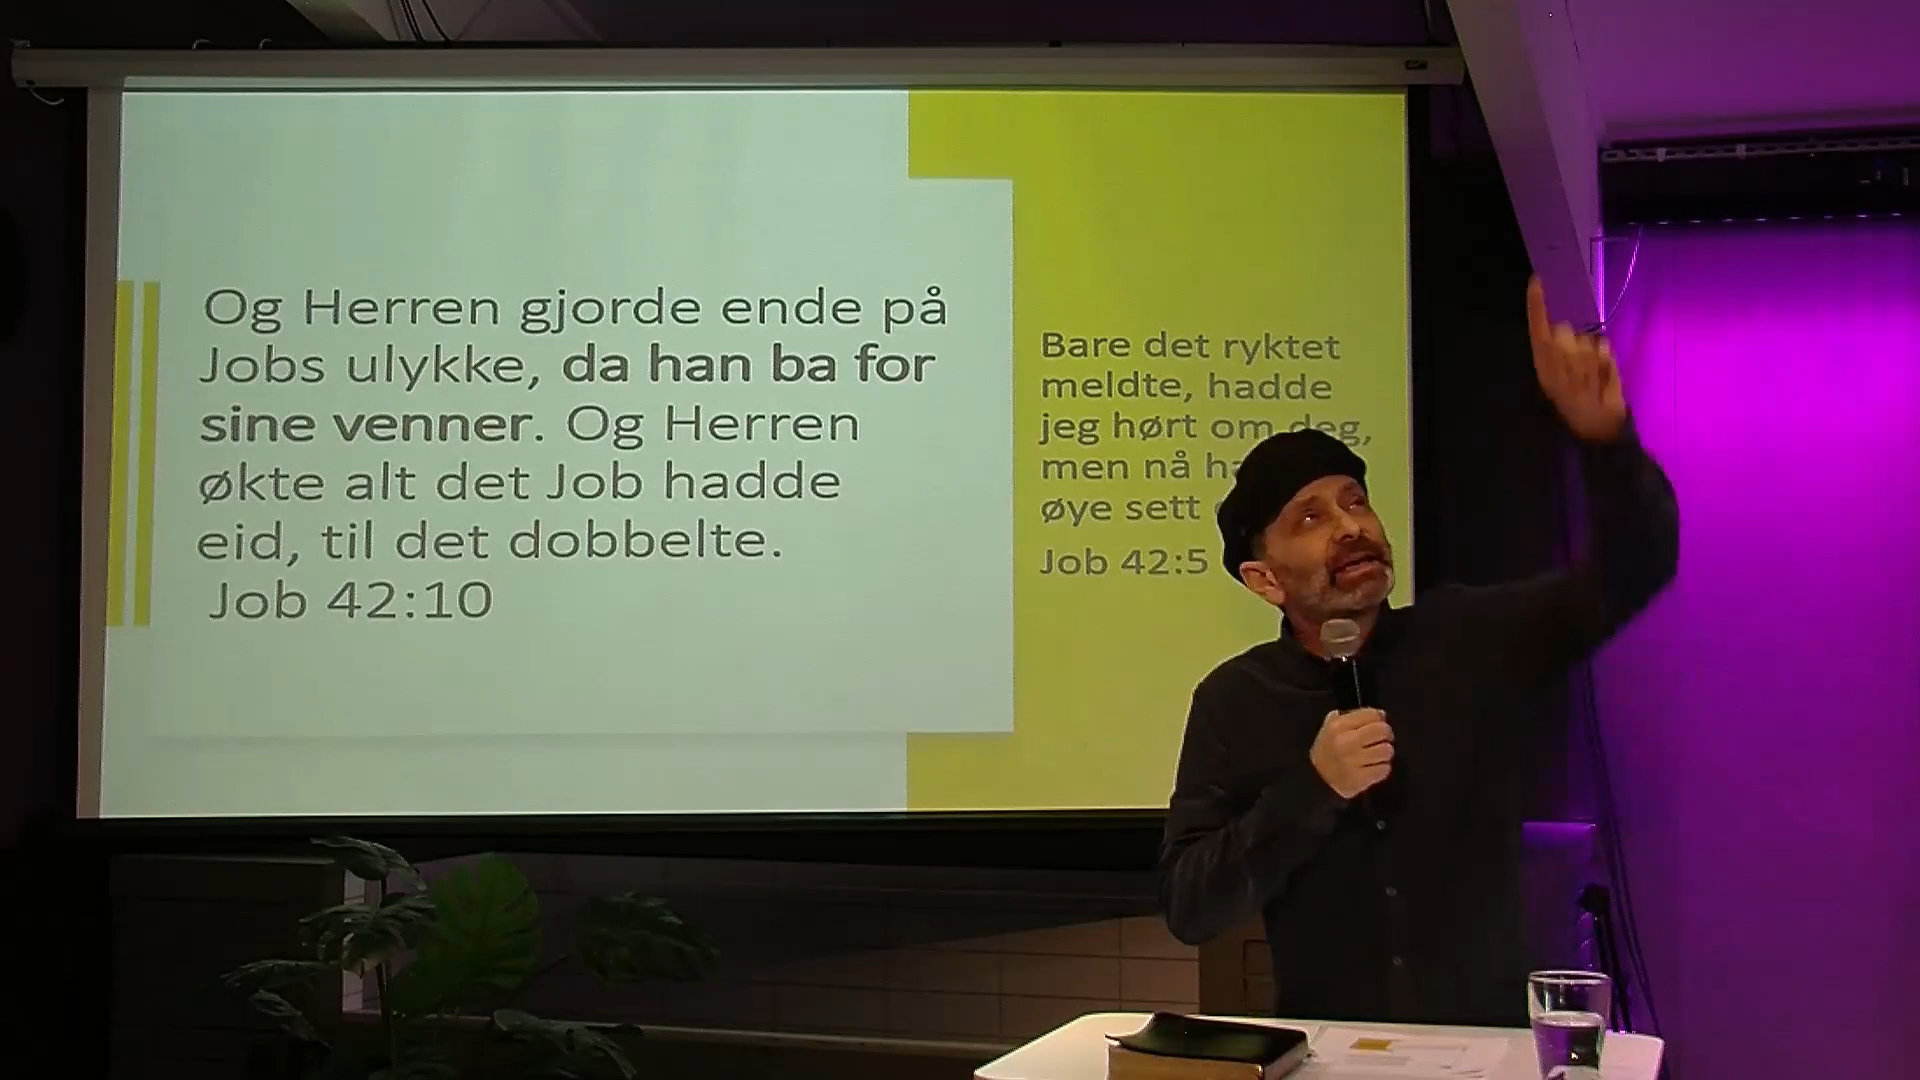 Og Herren gjorde ende på
Jobs ulykke, da han ba for
sine venner. Og Herren
økte alt det Job hadde
eid, til det dobbelte.
Job 42:10
Bare det ryktet
meldte, hadde
jeg hørt om deg,
men nå
øye sett
Job 42:5